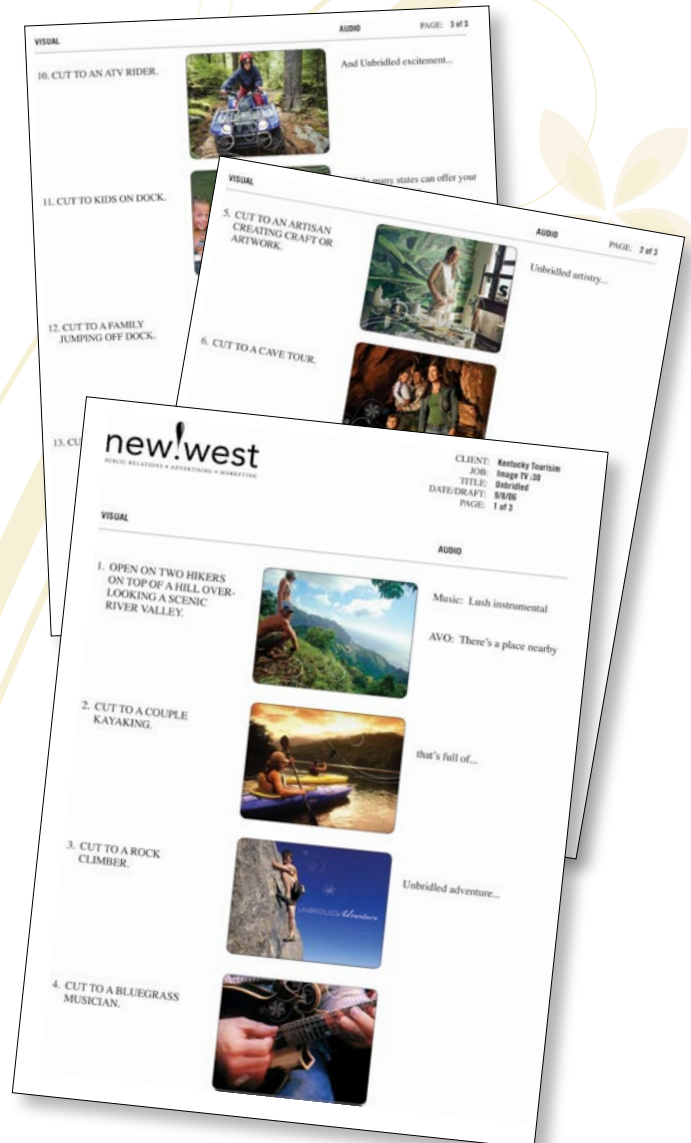 VISUAL
AUDIO
PAGE: 3 of 3
10. CUT TO AN ATV RIDER.
And Unbridled excitement...
11. CUT TO KIDS ON DOCK.
many states can offer your
12. CUT TO A FAMILY
JUMPING OFF DOCK.
13. CU
VISUAL
AUDIO
PAGE: 2 of 3
5. CUT TO AN ARTISAN
CREATING CRAFT OR
ARTWORK.
Unbridled artistry...
6. CUT TO A CAVE TOUR.
new!west
PUBLIC RELATIONS • ADVERTISING • MARKETING
CLIENT: Kentucky Tourisim
JOB: Image TV :30
TITLE: Unbridled
DATE/DRAFT: 9/8/06
PAGE: 1 of 3
VISUAL
AUDIO
1. OPEN ON TWO HIKERS
ON TOP OF A HILL OVER-
LOOKING A SCENIC
RIVER VALLEY.
Music: Lush instrumental
AVO: There's a place nearby
2. CUT TO A COUPLE
KAYAKING.
that's full of...
3. CUT TO A ROCK
CLIMBER.
UNBRIDLED Adventure
Unbridled adventure...
4. CUT TO A BLUEGRASS
MUSICIAN.